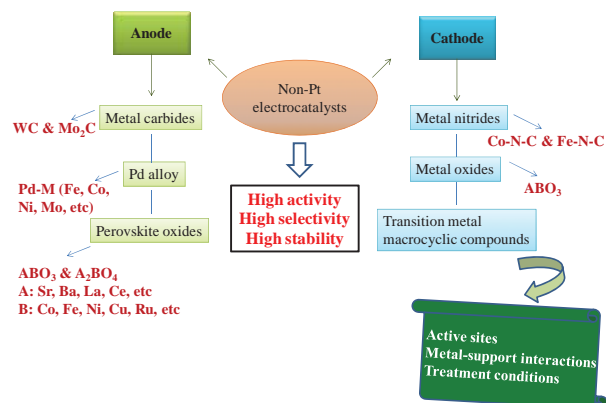 Anode
Cathode
Non-Pt
electrocatalysts
Metal carbides
WC & Mo₂C
Pd alloy
Pd-M (Fe, Co,
Ni, Mo, etc)
Perovskite oxides
ABO₃ & A₂BO₄
A: Sr, Ba, La, Ce, etc
B: Co, Fe, Ni, Cu, Ru, etc
High activity
High selectivity
High stability
Metal nitrides
Co-N-C & Fe-N-C
Metal oxides
ABO₃
Transition metal
macrocyclic compounds
Active sites
Metal-support interactions
Treatment conditions